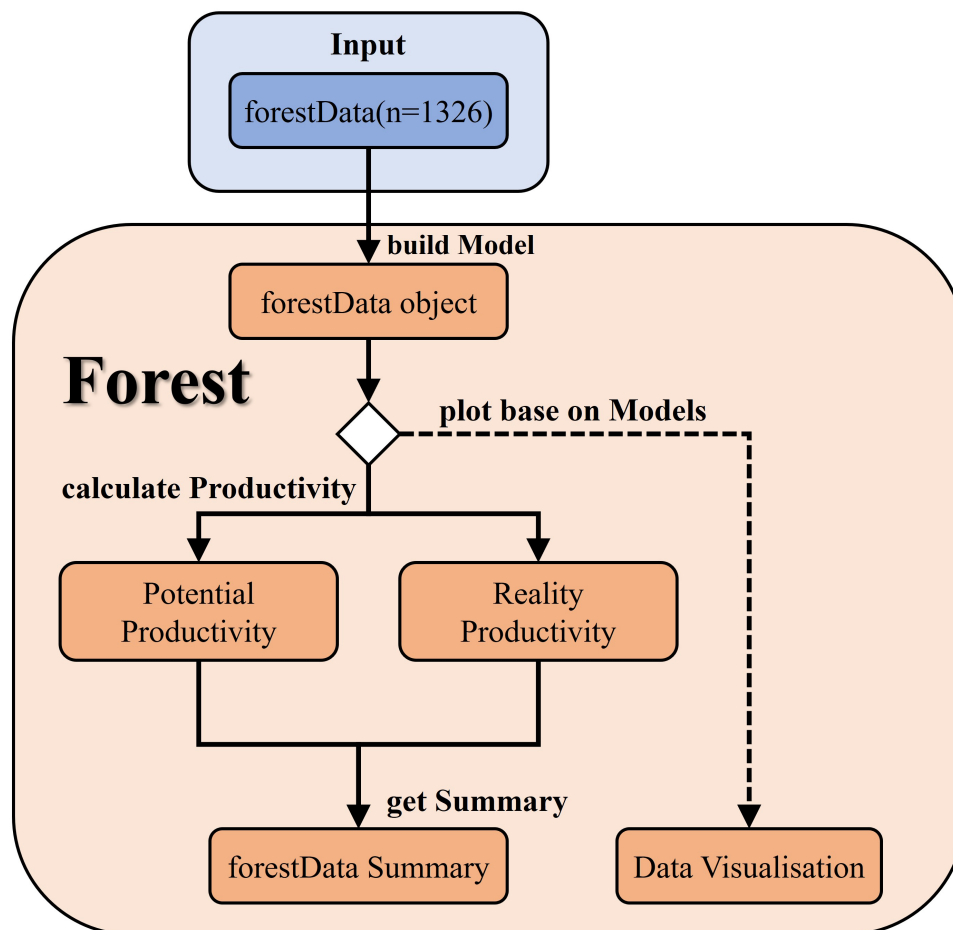 Input
forestData(n=1326)
build Model
forestData object
Forest
plot base on Models
calculate Productivity
Potential
Productivity
Reality
Productivity
get Summary
forestData Summary
Data Visualisation